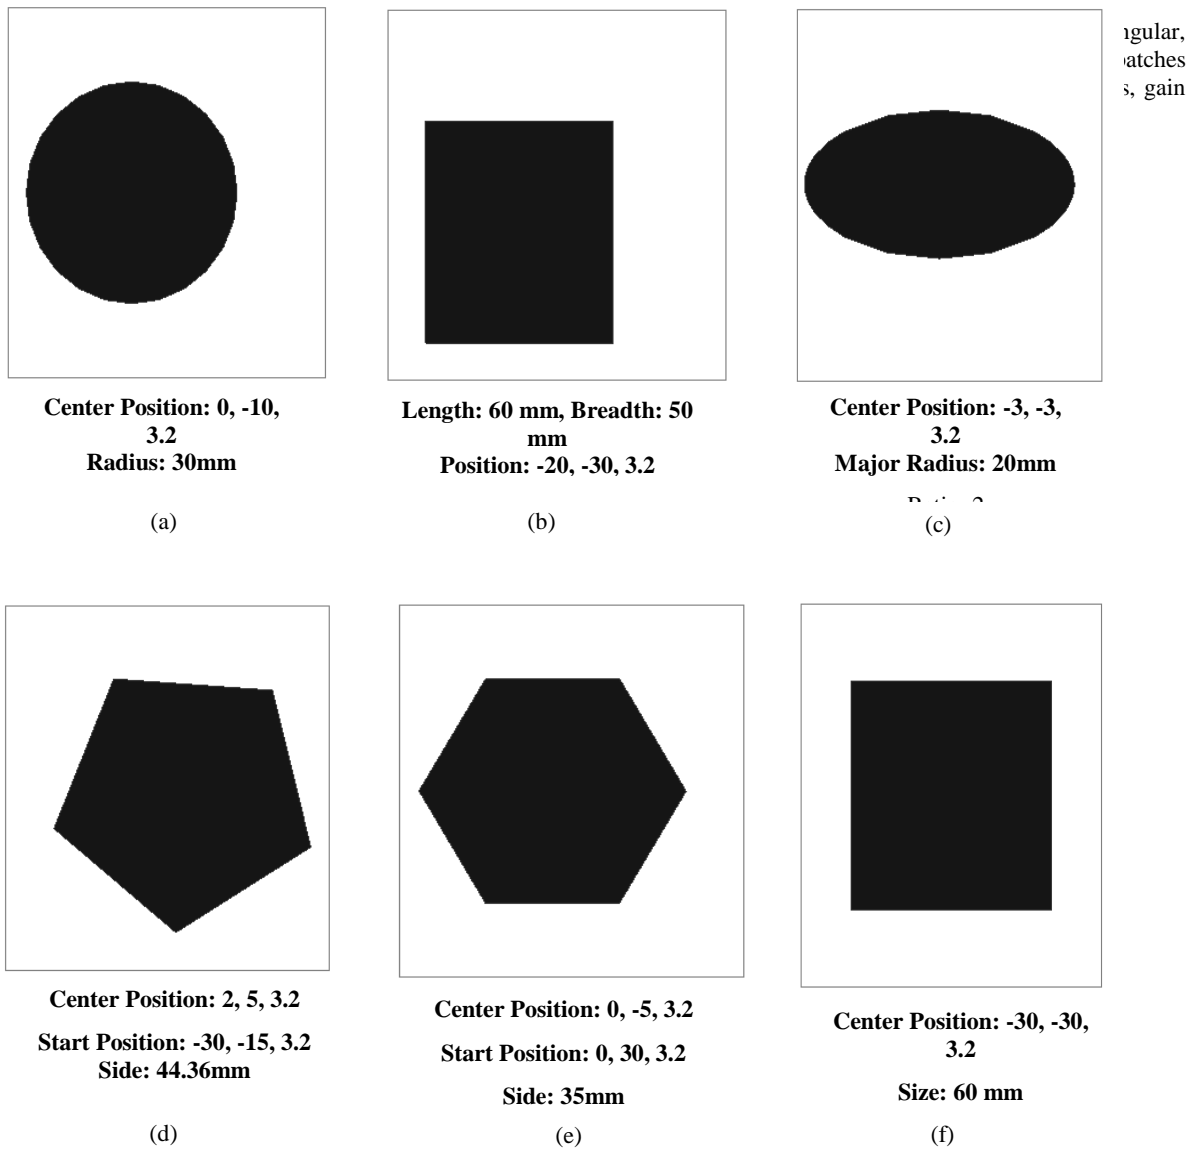 patches
gain
Center Position: 0, -10,
3.2
Radius: 30mm
(a)
Length: 60 mm, Breadth: 50
mm
Position: -20, -30, 3.2
(b)
Center Position: -3, -3,
3.2
Major Radius: 20mm
(c)
Center Position: 2, 5, 3.2
Start Position: -30, -15, 3.2
Side: 44.36mm
(d)
Center Position: 0, -5, 3.2
Start Position: 0, 30, 3.2
Side: 35mm
(e)
Center Position: -30, -30,
3.2
Size: 60 mm
(f)